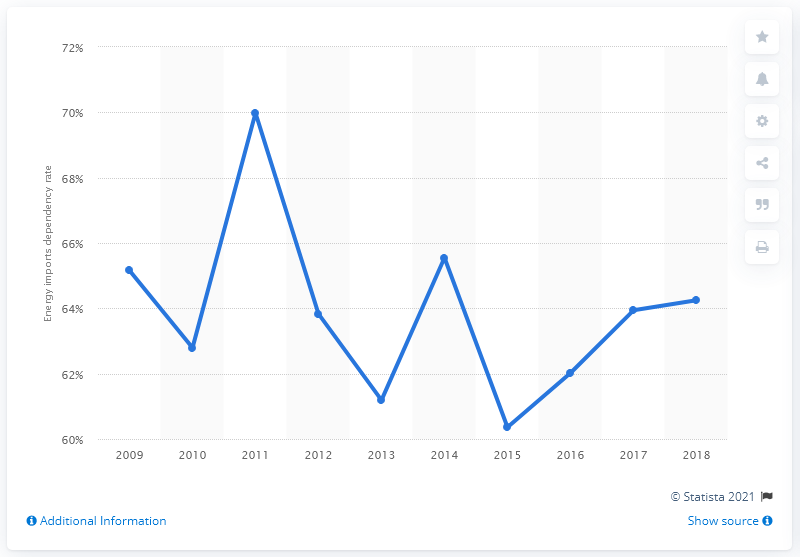 72%
70%
68%
66%
64%
62%
60%
Energy imports dependency rate
2009 2010 2011 2012 2013 2014 2015 2016 2017 2018
© Statista 2021
Additional Information Show source